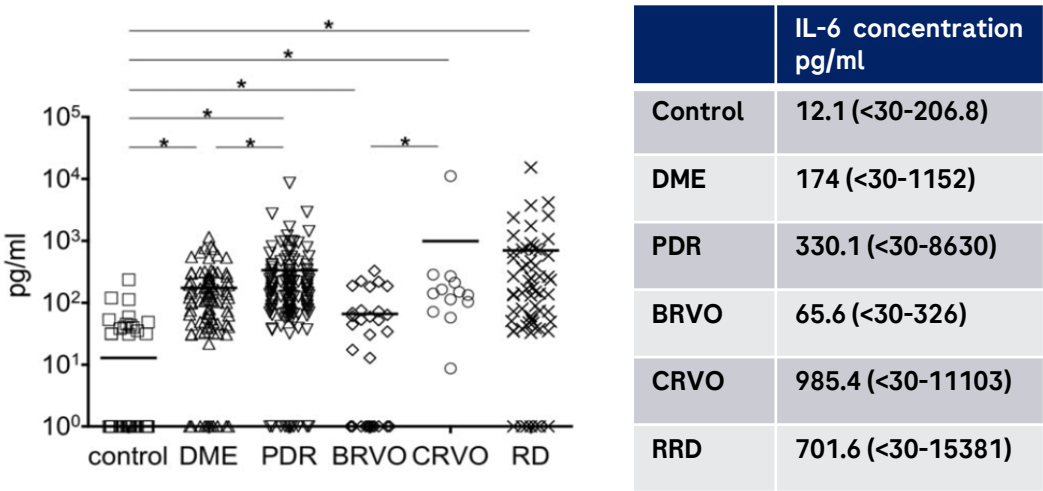 *
*
*
*
* * *
10⁵
10⁴
10³
10²
10¹
10⁰
pg/ml
control DME PDR BRVO CRVO RD
IL-6 concentration
pg/ml
Control 12.1 (<30-206.8)
DME 174 (<30-1152)
PDR 330.1 (<30-8630)
BRVO 65.6 (<30-326)
CRVO 985.4 (<30-11103)
RRD 701.6 (<30-15381)